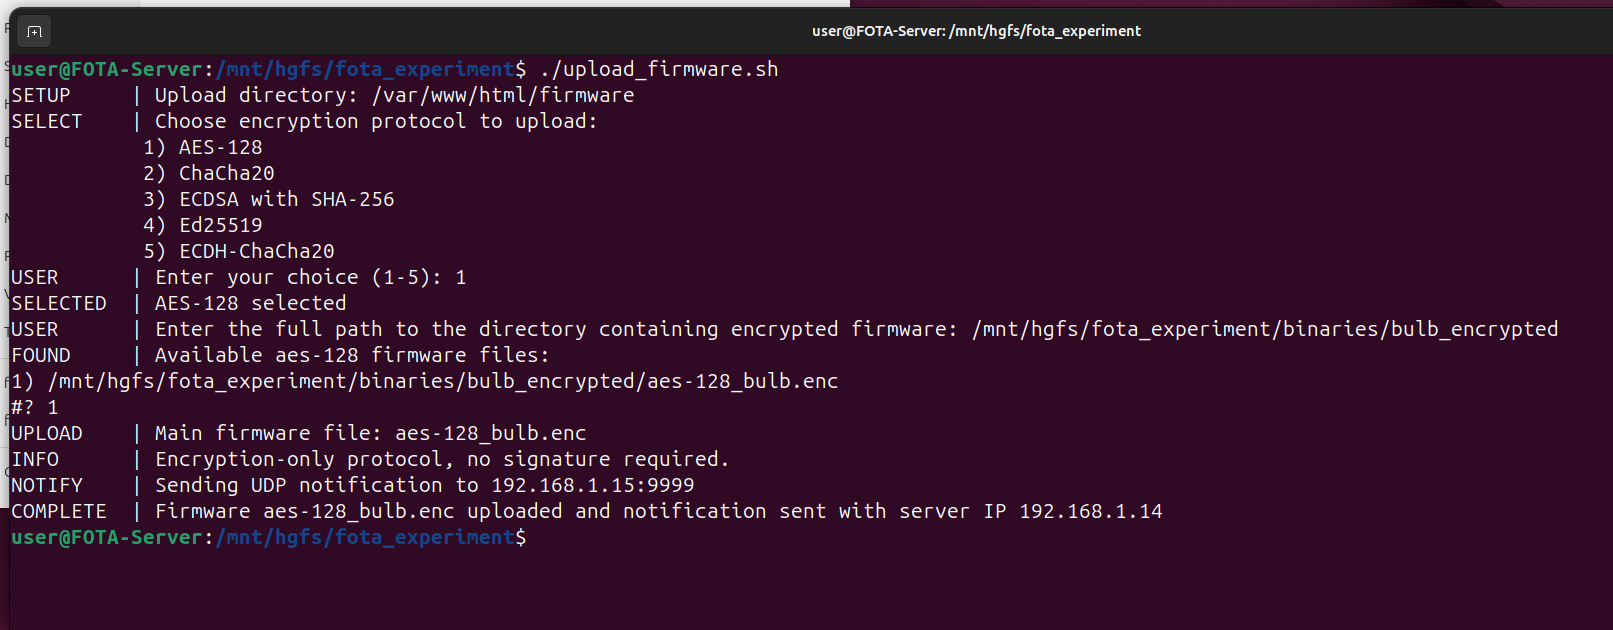 user@FOTA-Server: /mnt/hgfs/fota_experiment
user@FOTA-Server:/mnt/hgfs/fota_experiment$ ./upload_firmware.sh
SETUP     | Upload directory: /var/www/html/firmware
SELECT    | Choose encryption protocol to upload:
1) AES-128
2) ChaCha20
3) ECDSA with SHA-256
4) Ed25519
5) ECDH-ChaCha20
USER      | Enter your choice (1-5): 1
SELECTED  | AES-128 selected
USER      | Enter the full path to the directory containing encrypted firmware: /mnt/hgfs/fota_experiment/binaries/bulb_encrypted
FOUND     | Available aes-128 firmware files:
1) /mnt/hgfs/fota_experiment/binaries/bulb_encrypted/aes-128_bulb.enc
#? 1
UPLOAD    | Main firmware file: aes-128_bulb.enc
INFO      | Encryption-only protocol, no signature required.
NOTIFY    | Sending UDP notification to 192.168.1.15:9999
COMPLETE  | Firmware aes-128_bulb.enc uploaded and notification sent with server IP 192.168.1.14
user@FOTA-Server:/mnt/hgfs/fota_experiment$